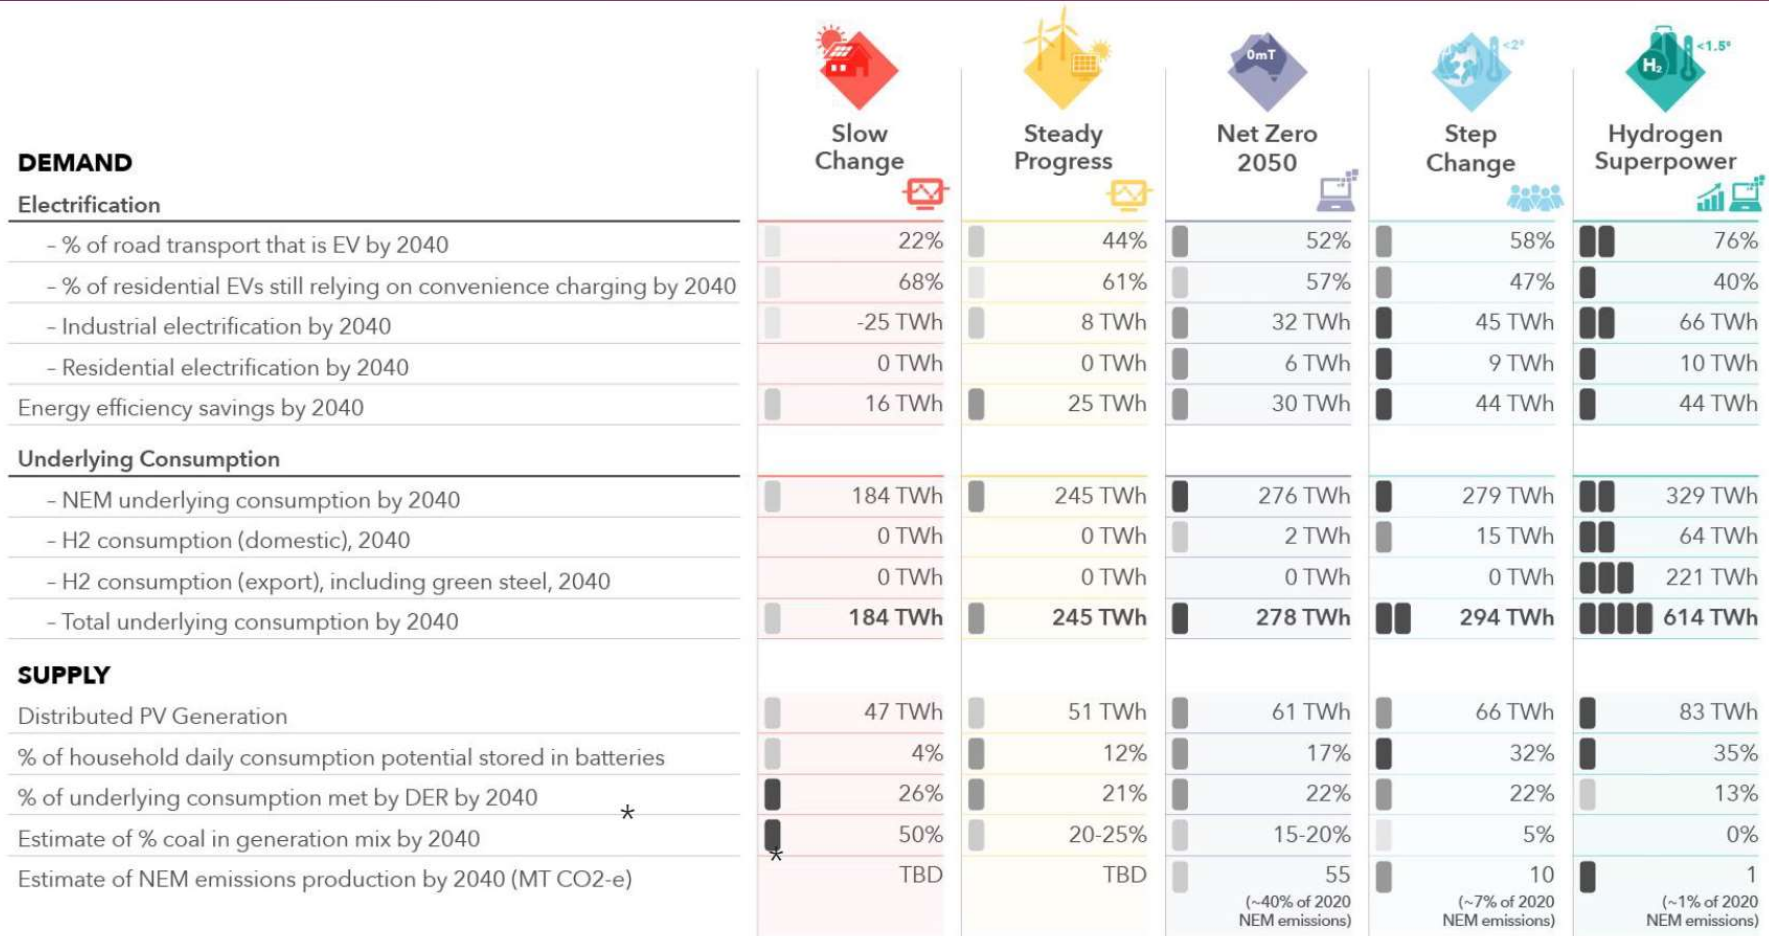 0mT
<2°
<1.5°
H₂
Slow Change
Steady Progress
Net Zero 2050
Step Change
Hydrogen Superpower
DEMAND
Electrification
– % of road transport that is EV by 2040 22% 44% 52% 58% 76%
– % of residential EVs still relying on convenience charging by 2040 68% 61% 57% 47% 40%
– Industrial electrification by 2040 -25 TWh 8 TWh 32 TWh 45 TWh 66 TWh
– Residential electrification by 2040 0 TWh 0 TWh 6 TWh 9 TWh 10 TWh
Energy efficiency savings by 2040 16 TWh 25 TWh 30 TWh 44 TWh 44 TWh
Underlying Consumption
– NEM underlying consumption by 2040 184 TWh 245 TWh 276 TWh 279 TWh 329 TWh
– H2 consumption (domestic), 2040 0 TWh 0 TWh 2 TWh 15 TWh 64 TWh
– H2 consumption (export), including green steel, 2040 0 TWh 0 TWh 0 TWh 0 TWh 221 TWh
– Total underlying consumption by 2040 184 TWh 245 TWh 278 TWh 294 TWh 614 TWh
SUPPLY
Distributed PV Generation 47 TWh 51 TWh 61 TWh 66 TWh 83 TWh
% of household daily consumption potential stored in batteries 4% 12% 17% 32% 35%
% of underlying consumption met by DER by 2040 26% 21% 22% 22% 13%
*
Estimate of % coal in generation mix by 2040 50% 20-25% 15-20% 5% 0%
*
Estimate of NEM emissions production by 2040 (MT CO2-e) TBD TBD 55 10 1
(~40% of 2020 NEM emissions) (~7% of 2020 NEM emissions) (~1% of 2020 NEM emissions)